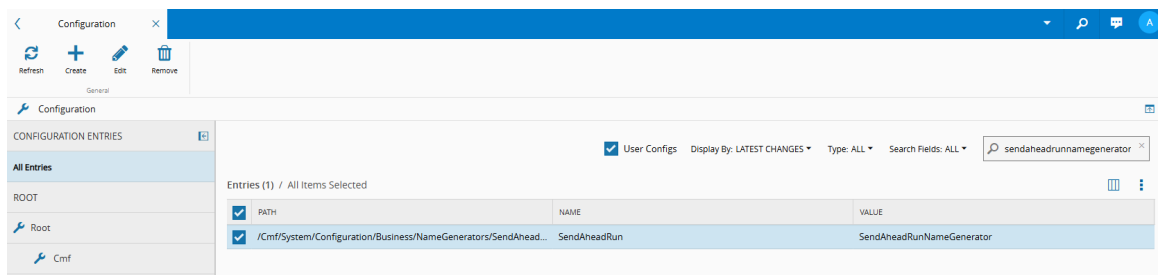 Configuration
A
Refresh Create Edit Remove
General
Configuration
CONFIGURATION ENTRIES
User Configs Display By: LATEST CHANGES Type: ALL Search Fields: ALL sendaheadrunnamegenerator
All Entries
Entries (1) / All Items Selected
ROOT
PATH NAME VALUE
Root
/Cmf/System/Configuration/Business/NameGenerators/SendAhead... SendAheadRun SendAheadRunNameGenerator
Cmf